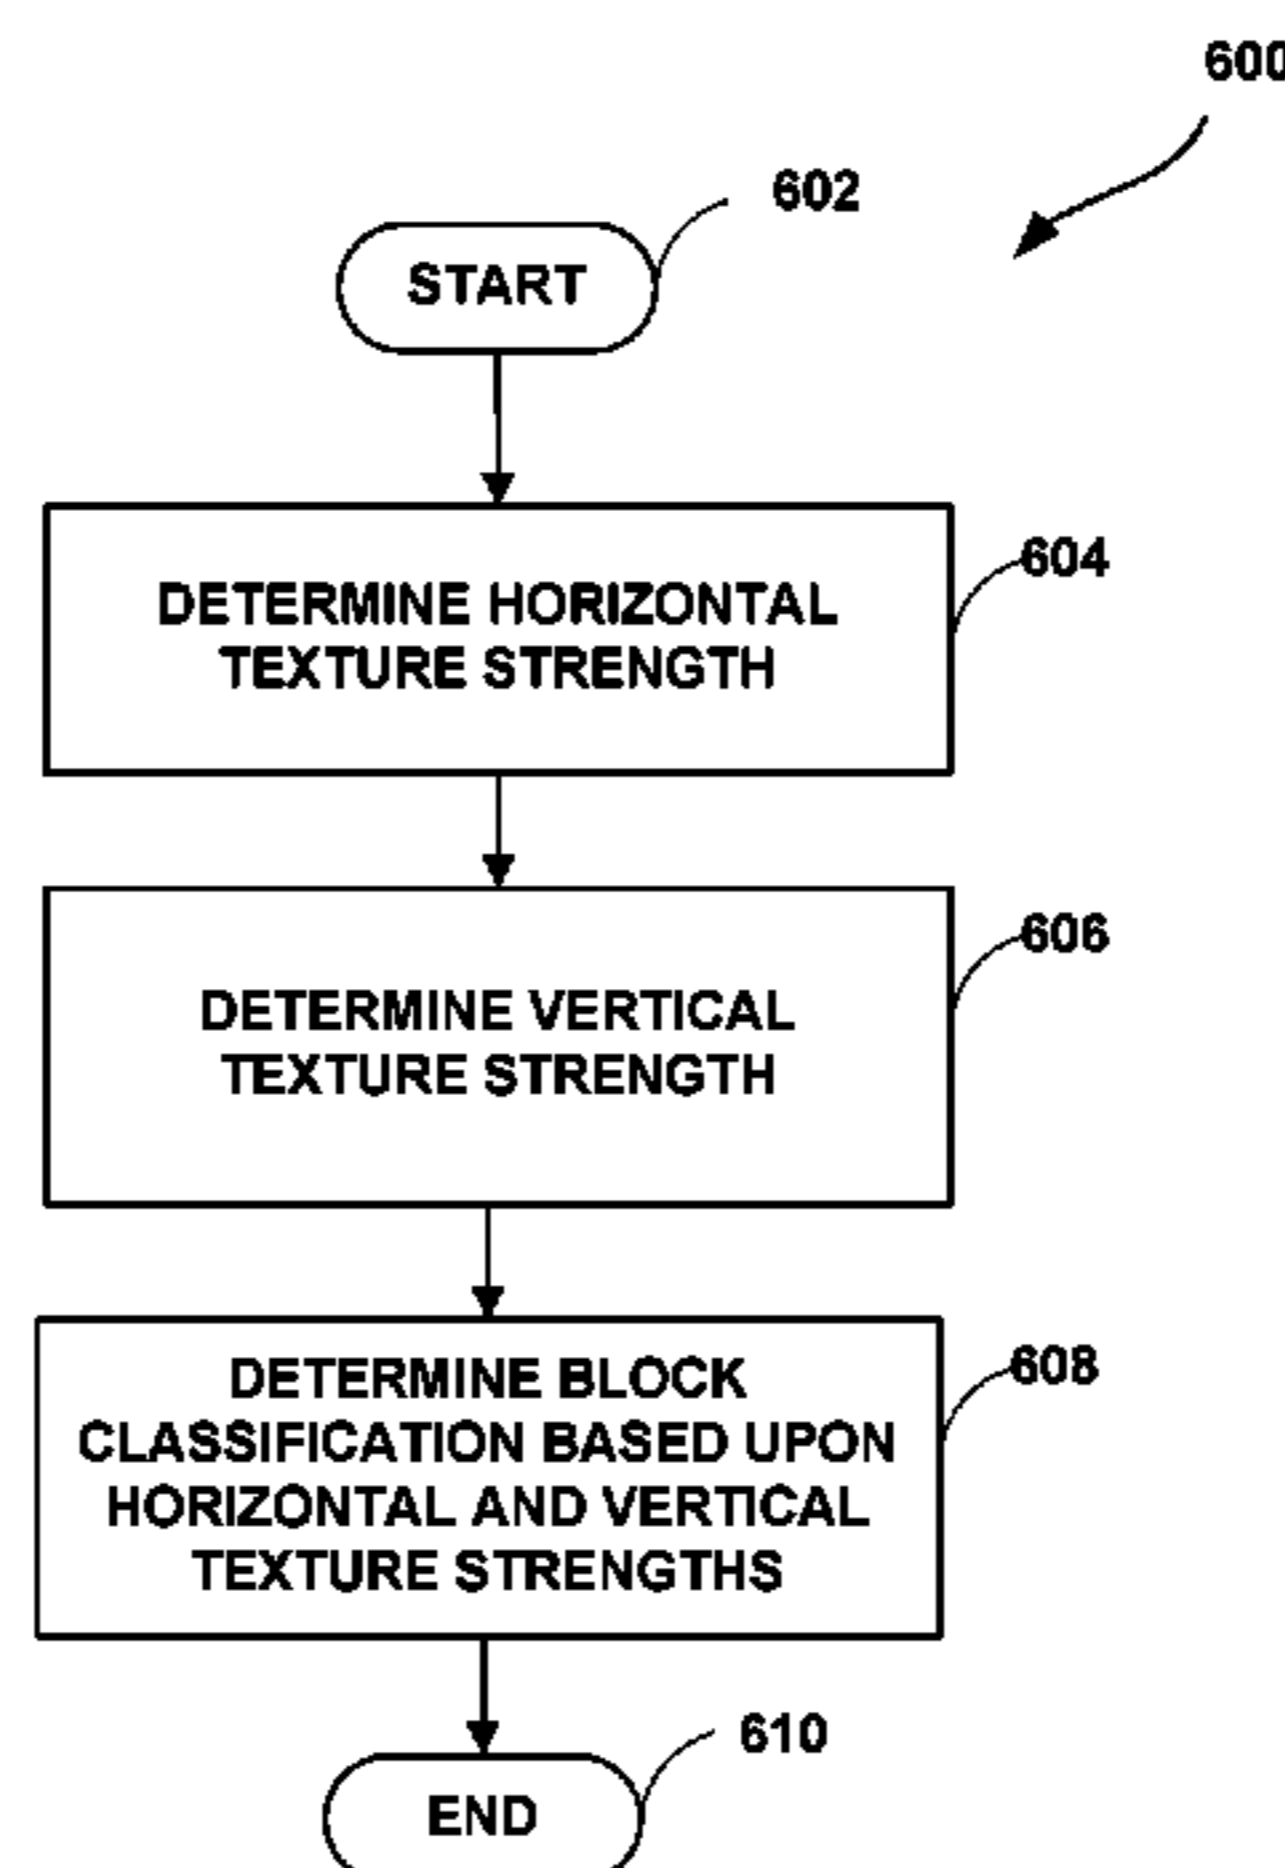 600
602
START
604
DETERMINE HORIZONTAL
TEXTURE STRENGTH
606
DETERMINE VERTICAL
TEXTURE STRENGTH
608
DETERMINE BLOCK
CLASSIFICATION BASED UPON
HORIZONTAL AND VERTICAL
TEXTURE STRENGTHS
610
END